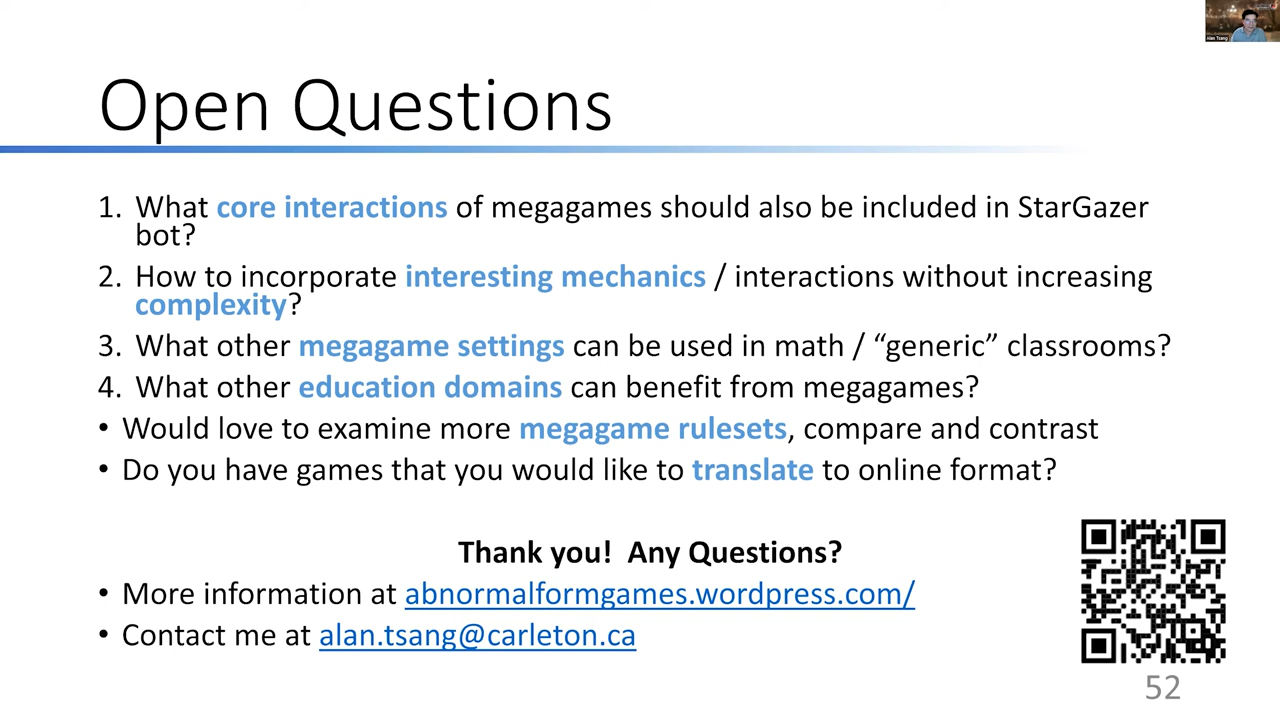 Alan Tsang
Open Questions
1. What core interactions of megagames should also be included in StarGazer
bot?
2. How to incorporate interesting mechanics / interactions without increasing
complexity?
3. What other megagame settings can be used in math / “generic” classrooms?
4. What other education domains can benefit from megagames?
• Would love to examine more megagame rulesets, compare and contrast
• Do you have games that you would like to translate to online format?
Thank you!  Any Questions?
• More information at abnormalformgames.wordpress.com/
• Contact me at alan.tsang@carleton.ca
52